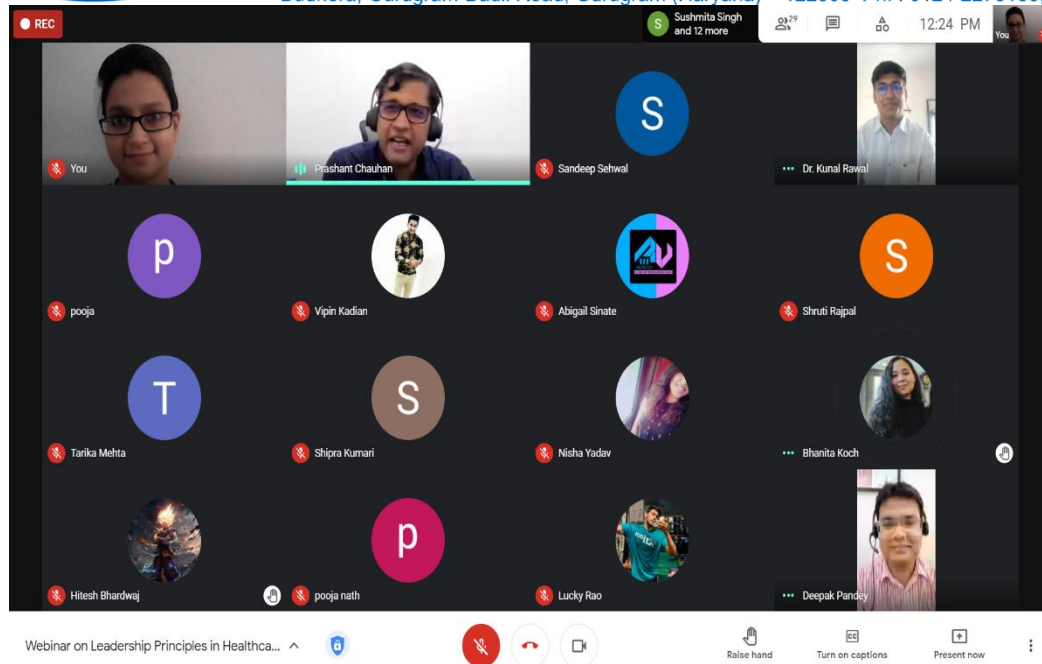 REC
Sushmita Singh
and 12 more
29
12:24 PM
You
You
Prashant Chauhan
S
Sandeep Sehwal
Dr. Kunal Rawal
p
pooja
Vipin Kadian
Abigail Sinate
S
Shruti Rajpal
T
Tarika Mehta
S
Shipra Kumari
Nisha Yadav
Bhanita Koch
Hitesh Bhardwaj
p
pooja nath
Lucky Rao
Deepak Pandey
Webinar on Leadership Principles in Healthca...
Raise hand
CC
Turn on captions
Present now